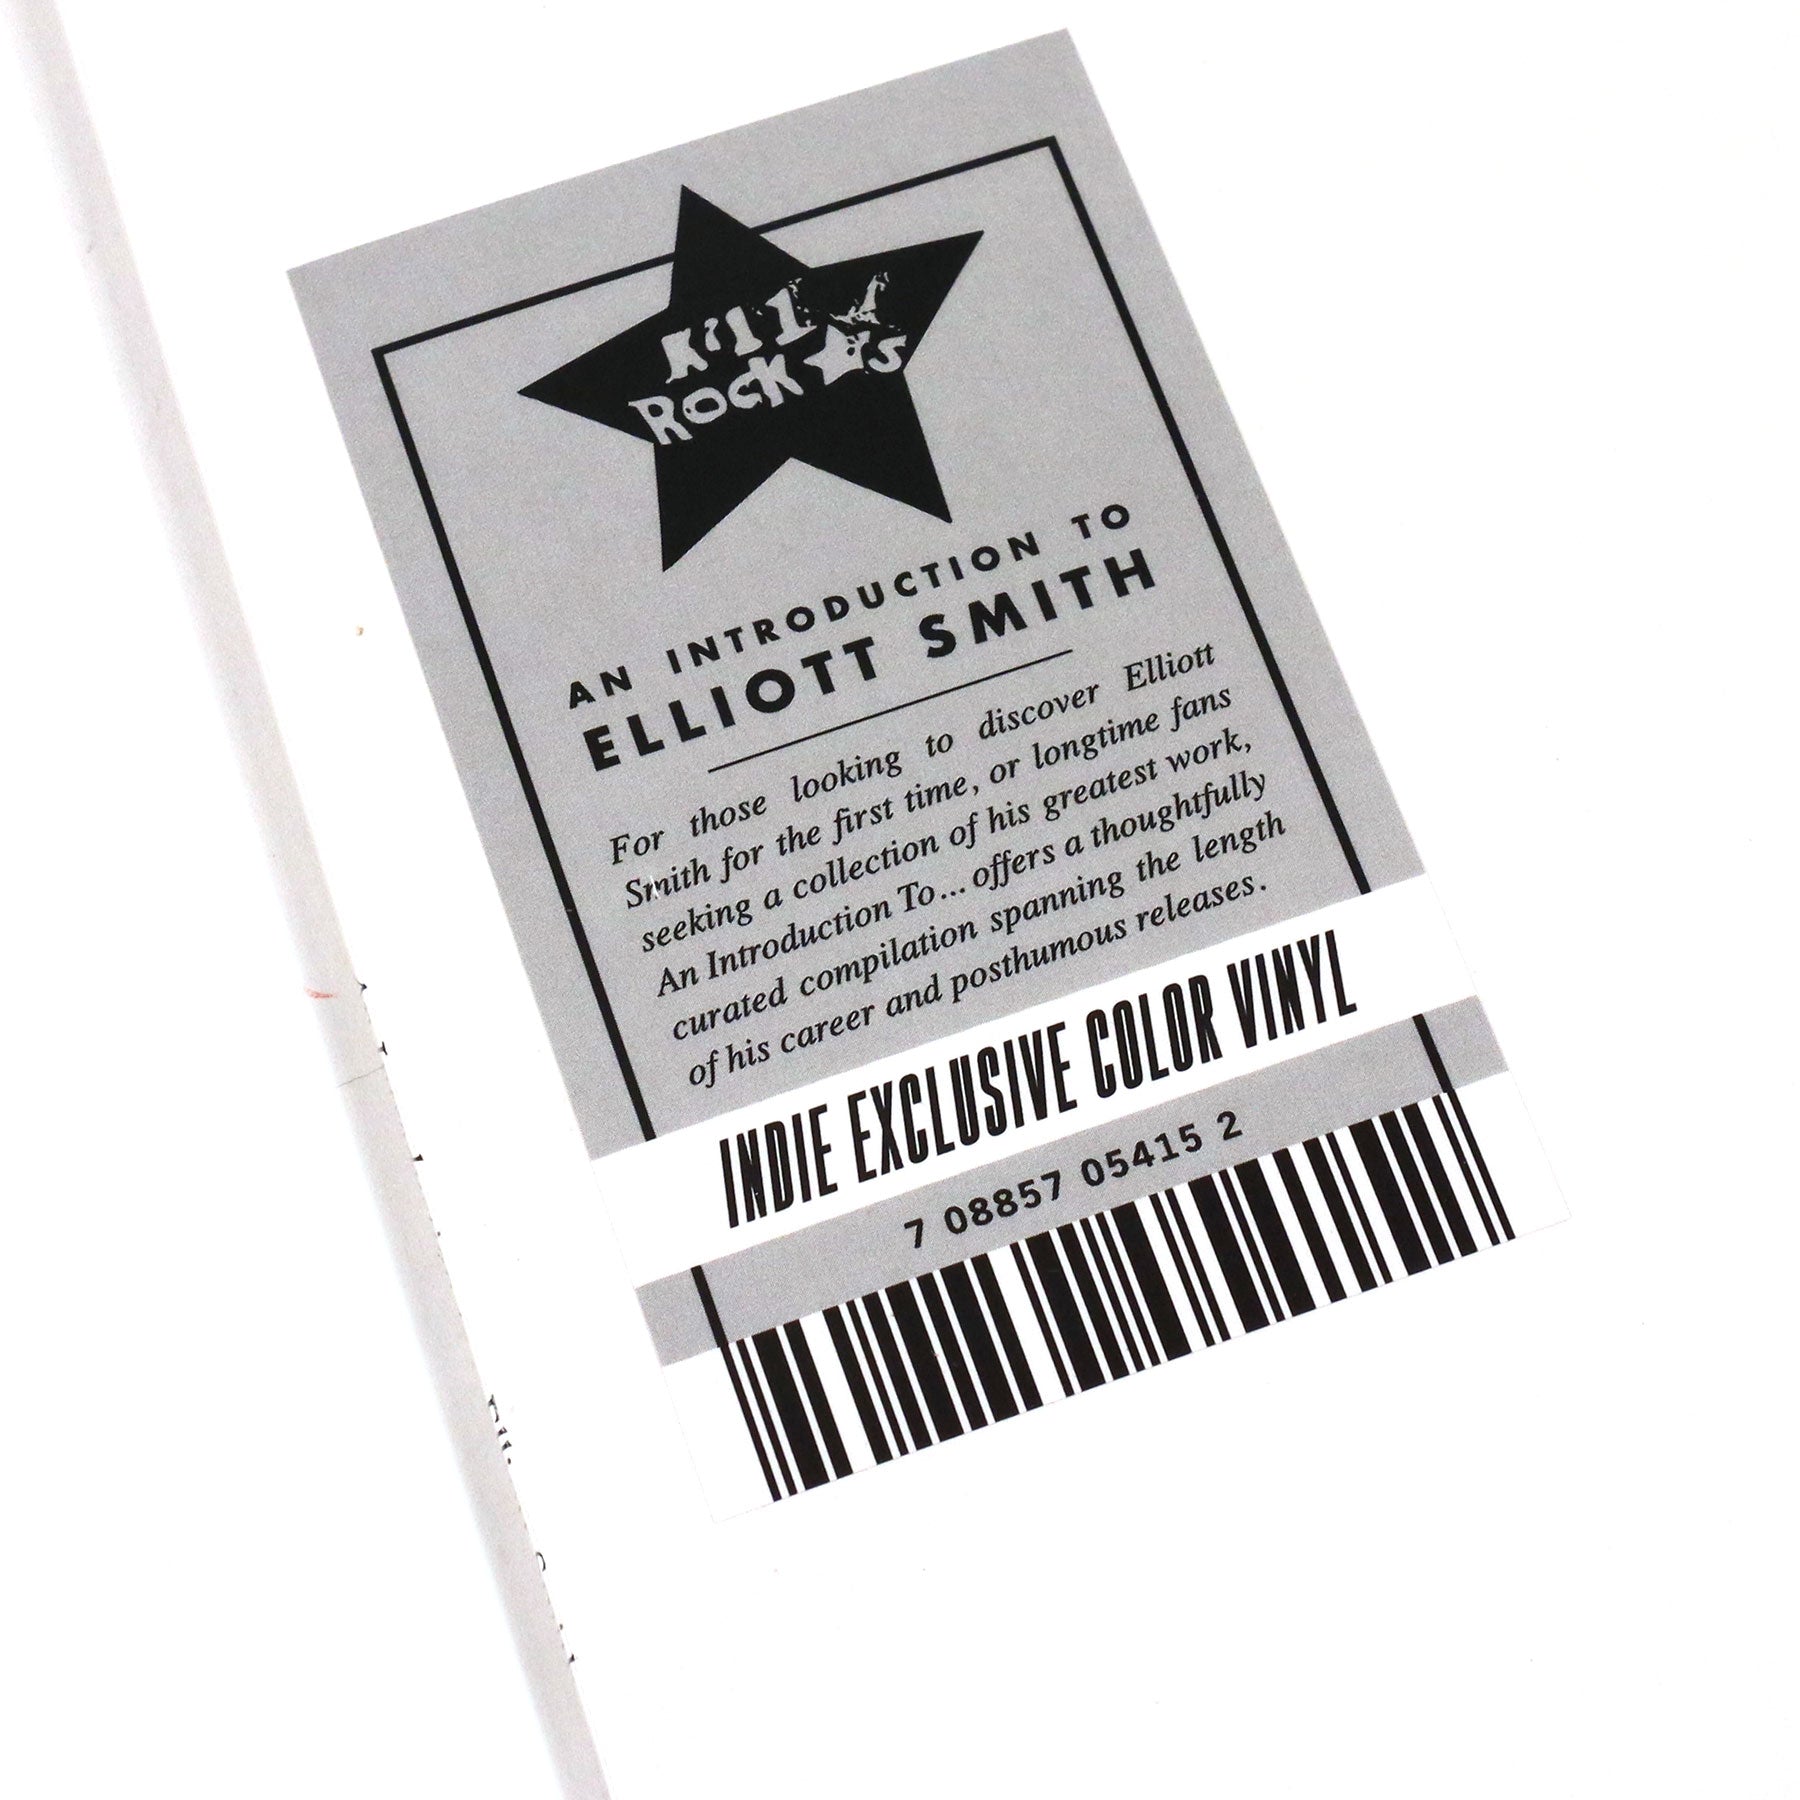 Kill
ROCK ★S
AN INTRODUCTION TO
ELLIOTT SMITH
For those looking to discover Elliott
Smith for the first time, or longtime fans
seeking a collection of his greatest work,
An Introduction To... offers a thoughtfully
curated compilation spanning the length
of his career and posthumous releases.
INDIE EXCLUSIVE COLOR VINYL
7 08857 05415 2